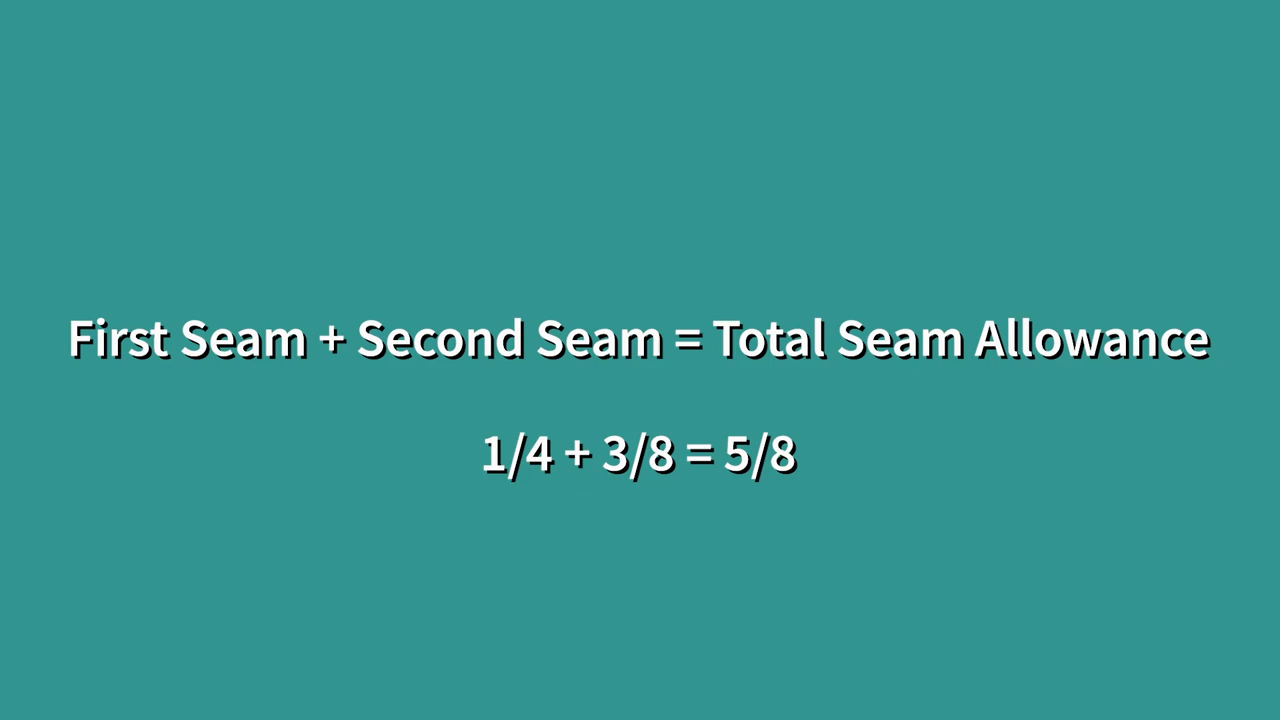 First Seam + Second Seam = Total Seam Allowance
1/4 + 3/8 = 5/8